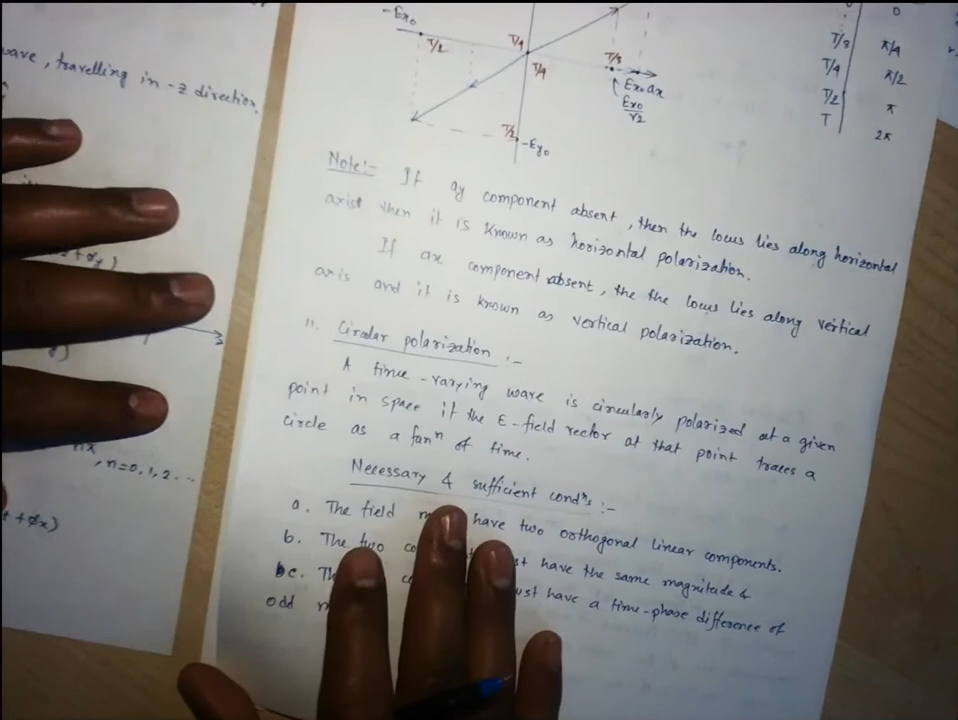 wave, travelling in -z direction.
, n=0, 1, 2 ...
-Ex0
T/2
T/4
T/4
T/8
Ex0 ax
Ex0
√2
T/2
-Ey0
0
T/8 π/4
T/4 π/2
T/2 π
T 2π
Note:- If ay component absent, then the locus lies along horizontal
axist then it is known as horizontal polarization.
If ax component absent, the the locus lies along vertical
axis and it is known as vertical polarization.
11. Circular polarization :-
A time-varying wave is circularly polarized at a given
point in space if the E-field vector at that point traces a
circle as a funⁿ of time.
Necessary & sufficient condⁿs :-
a. The field have two orthogonal linear components.
b. The two have the same magnitude &
c. have a time-phase difference of
odd